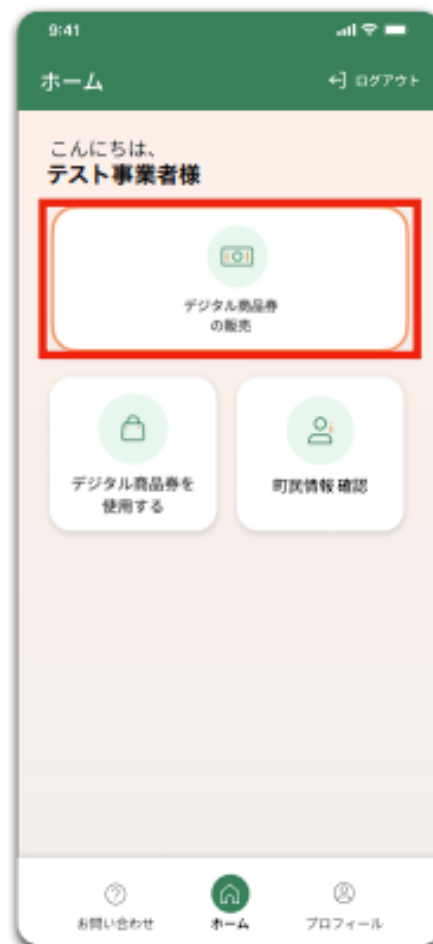 9:41
ホーム
ログアウト
こんにちは、
テスト事業者様
デジタル商品券
の販売
デジタル商品券を
使用する
町民情報確認
お問い合わせ
ホーム
プロフィール